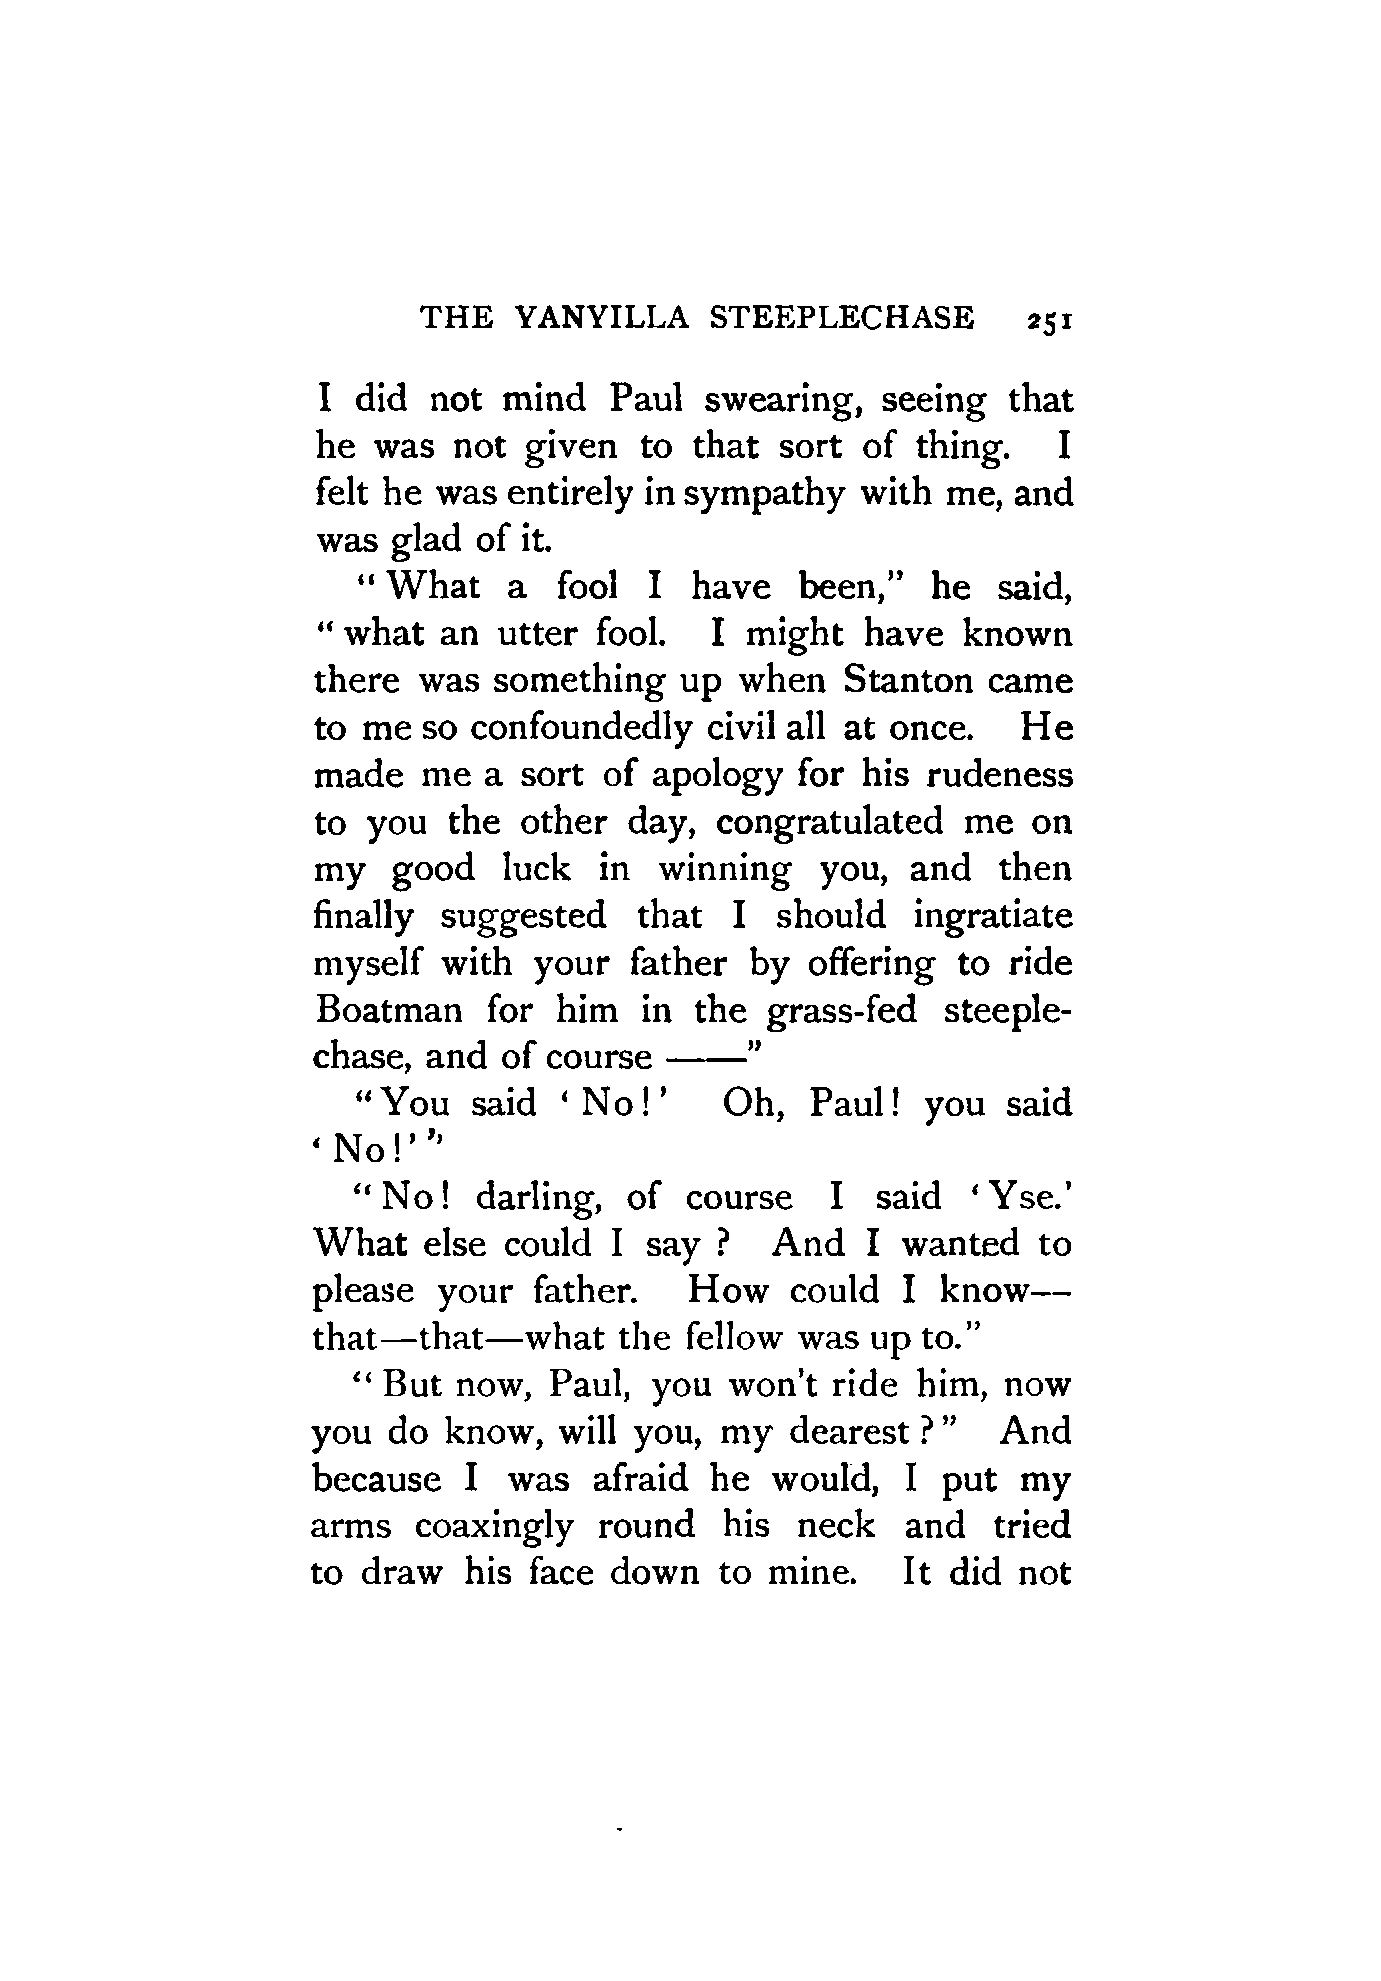 THE YANYILLA STEEPLECHASE 251
I did not mind Paul swearing, seeing that
he was not given to that sort of thing. I
felt he was entirely in sympathy with me, and
was glad of it.
"What a fool I have been," he said,
"what an utter fool. I might have known
there was something up when Stanton came
to me so confoundedly civil all at once. He
made me a sort of apology for his rudeness
to you the other day, congratulated me on
my good luck in winning you, and then
finally suggested that I should ingratiate
myself with your father by offering to ride
Boatman for him in the grass-fed steeple-
chase, and of course ——"
"You said 'No!' Oh, Paul! you said
'No!'"
"No! darling, of course I said 'Yse.'
What else could I say? And I wanted to
please your father. How could I know—
that—that—what the fellow was up to."
"But now, Paul, you won't ride him, now
you do know, will you, my dearest?" And
because I was afraid he would, I put my
arms coaxingly round his neck and tried
to draw his face down to mine. It did not